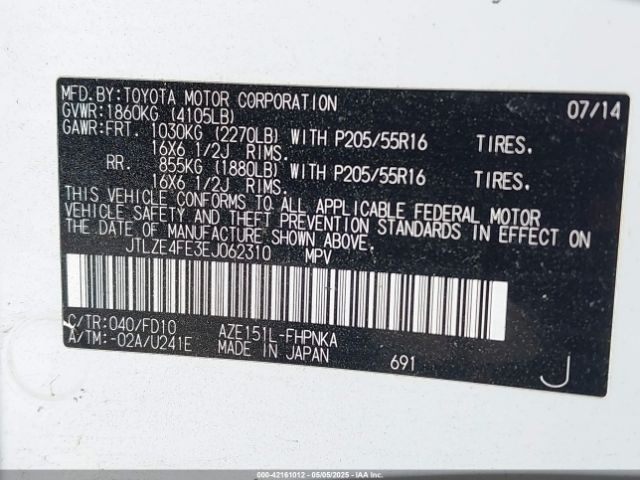 MFD.BY:TOYOTA MOTOR CORPORATION 07/14
GVWR:1860KG (4105LB)
GAWR:FRT. 1030KG (2270LB) WITH P205/55R16 TIRES.
16X6 1/2J RIMS.
RR. 855KG (1880LB) WITH P205/55R16 TIRES.
16X6 1/2J RIMS.
THIS VEHICLE CONFORMS TO ALL APPLICABLE FEDERAL MOTOR
VEHICLE SAFETY AND THEFT PREVENTION STANDARDS IN EFFECT ON
THE DATE OF MANUFACTURE SHOWN ABOVE.
JTLZE4FE3EJ062310 MPV
C/TR:040/FD10 AZE151L-FHPNKA
A/TM:-02A/U241E MADE IN JAPAN 691 J
000-42161012 - 05/05/2025 - Copyright © IAA